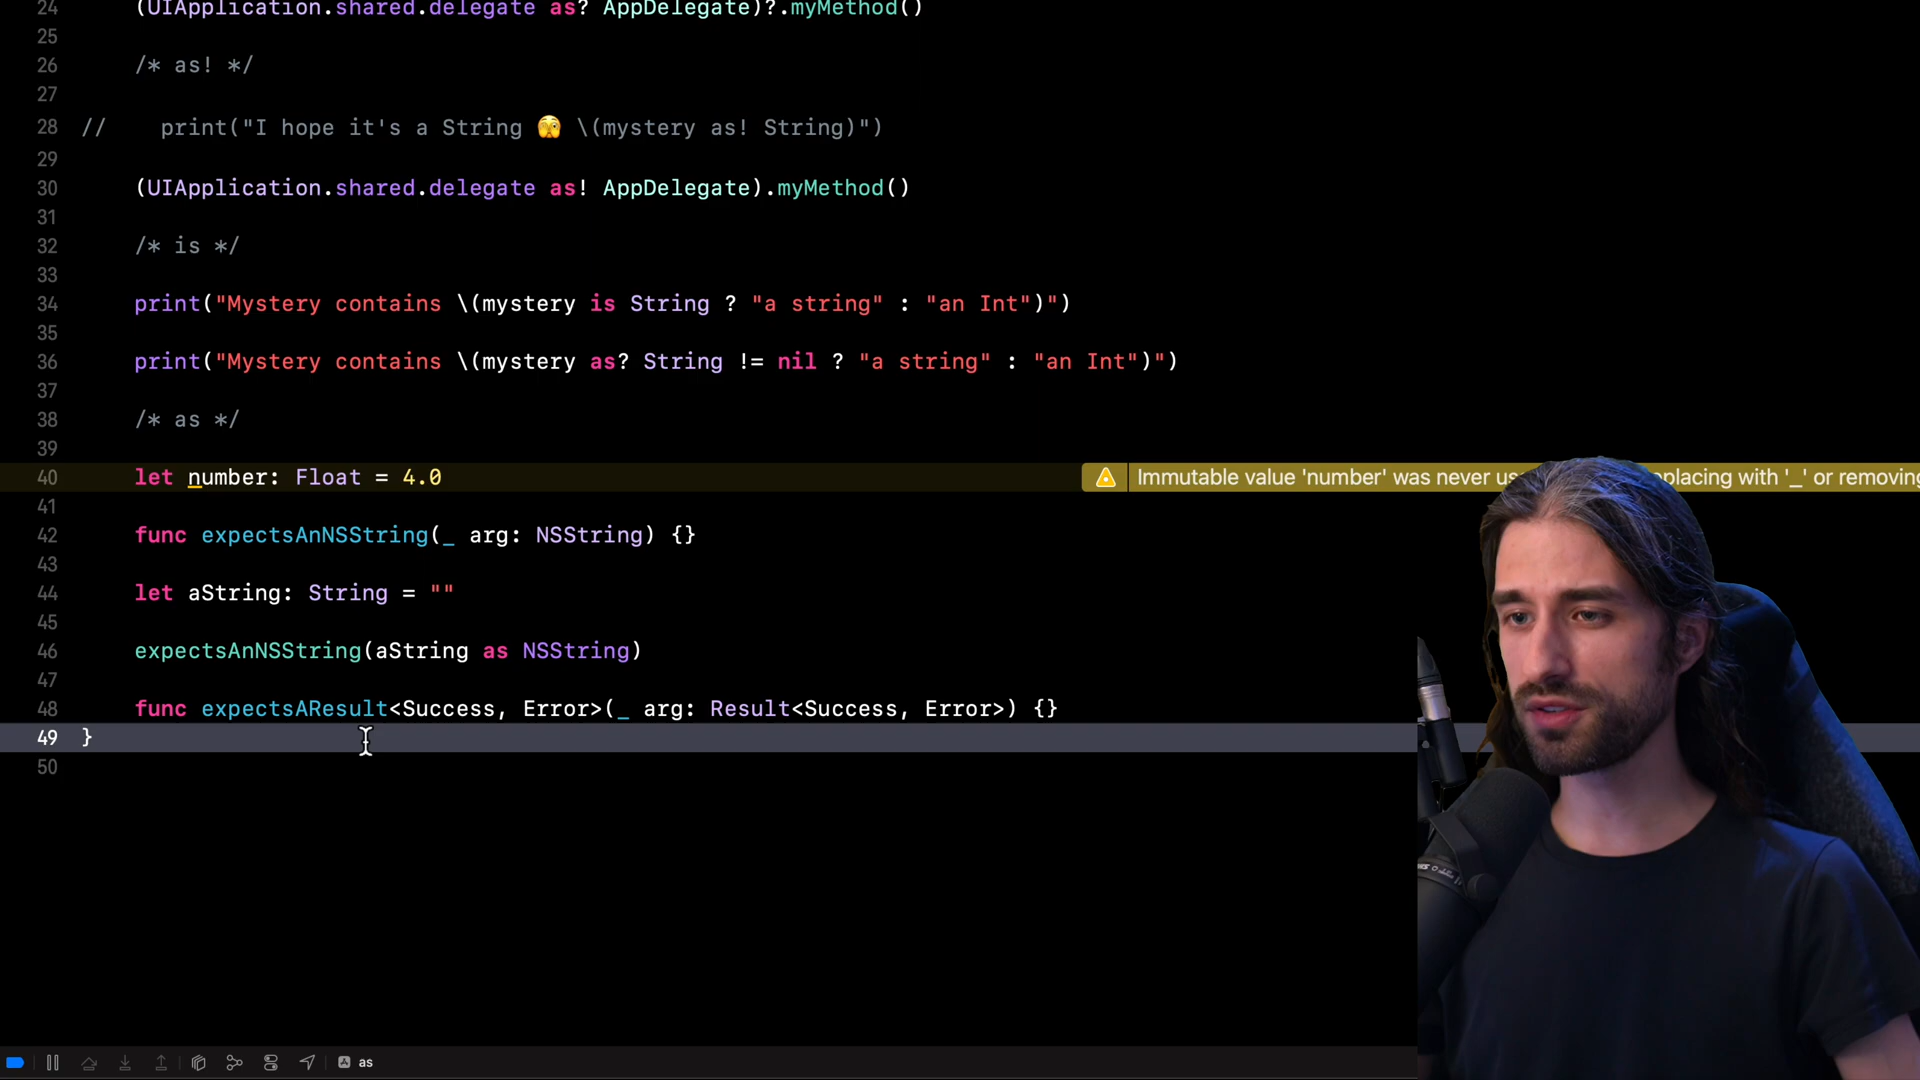 24 (UIApplication.shared.delegate as? AppDelegate)?.myMethod()
25
26 /* as! */
27
28 // print("I hope it's a String 🫣 \(mystery as! String)")
29
30 (UIApplication.shared.delegate as! AppDelegate).myMethod()
31
32 /* is */
33
34 print("Mystery contains \(mystery is String ? "a string" : "an Int")")
35
36 print("Mystery contains \(mystery as? String != nil ? "a string" : "an Int")")
37
38 /* as */
39
40 let number: Float = 4.0 Immutable value 'number' was never with '_' or removing
41
42 func expectsAnNSString(_ arg: NSString) {}
43
44 let aString: String = ""
45
46 expectsAnNSString(aString as NSString)
47
48 func expectsAResult<Success, Error>(_ arg: Result<Success, Error>) {}
49 }
50
as